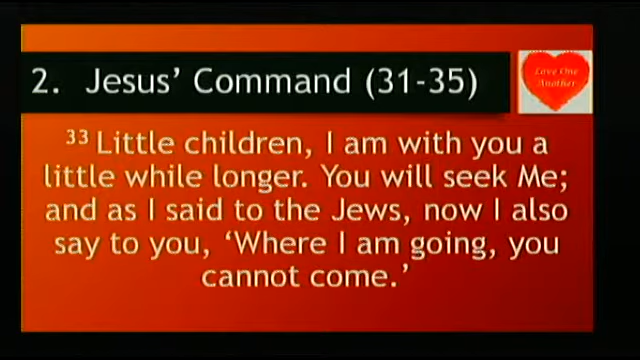 2. Jesus' Command (31-35)
Love One
Another
33 Little children, I am with you a
little while longer. You will seek Me;
and as I said to the Jews, now I also
say to you, 'Where I am going, you
cannot come.'